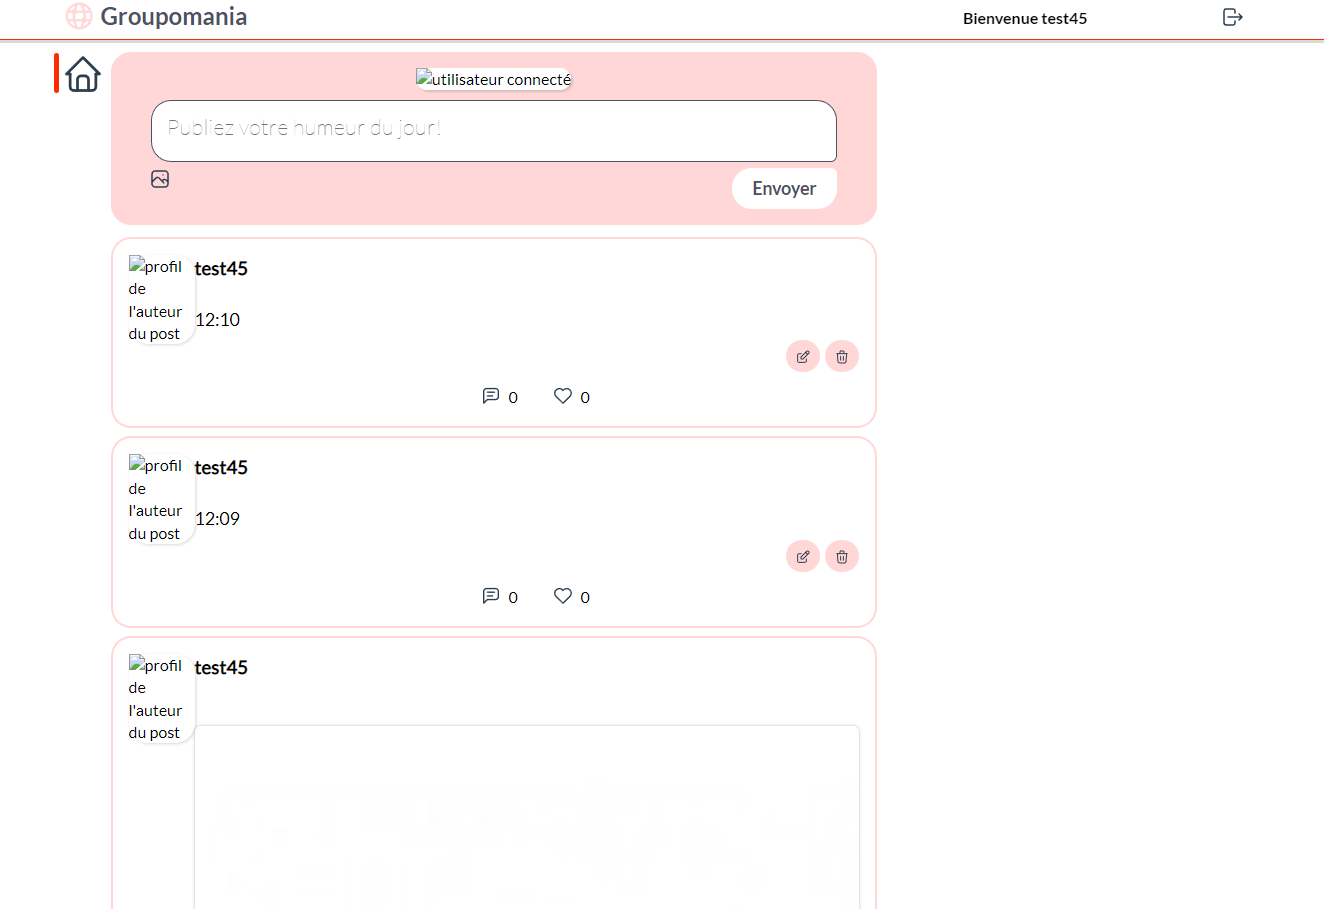 Groupomania
Bienvenue test45
utilisateur connecté
Publiez votre numeur du jour!
Envoyer
profil
de
l'auteur
du post
test45
12:10
0
0
profil
de
l'auteur
du post
test45
12:09
0
0
profil
de
l'auteur
du post
test45